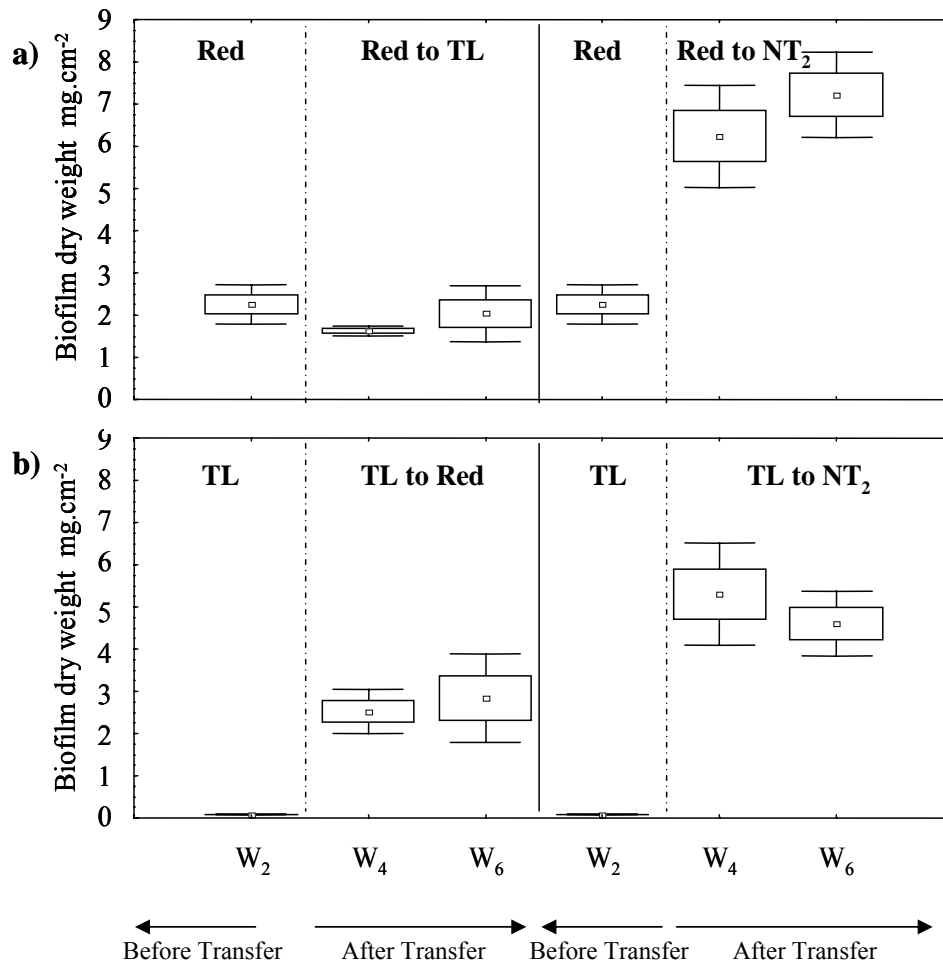 a)
Red
Red to TL
Red
Red to NT₂
Biofilm dry weight mg.cm⁻²
9
8
7
6
5
4
3
2
1
0
b)
TL
TL to Red
TL
TL to NT₂
Biofilm dry weight mg.cm⁻²
9
8
7
6
5
4
3
2
1
0
W₂ W₄ W₆ W₂ W₄ W₆
Before Transfer After Transfer Before Transfer After Transfer